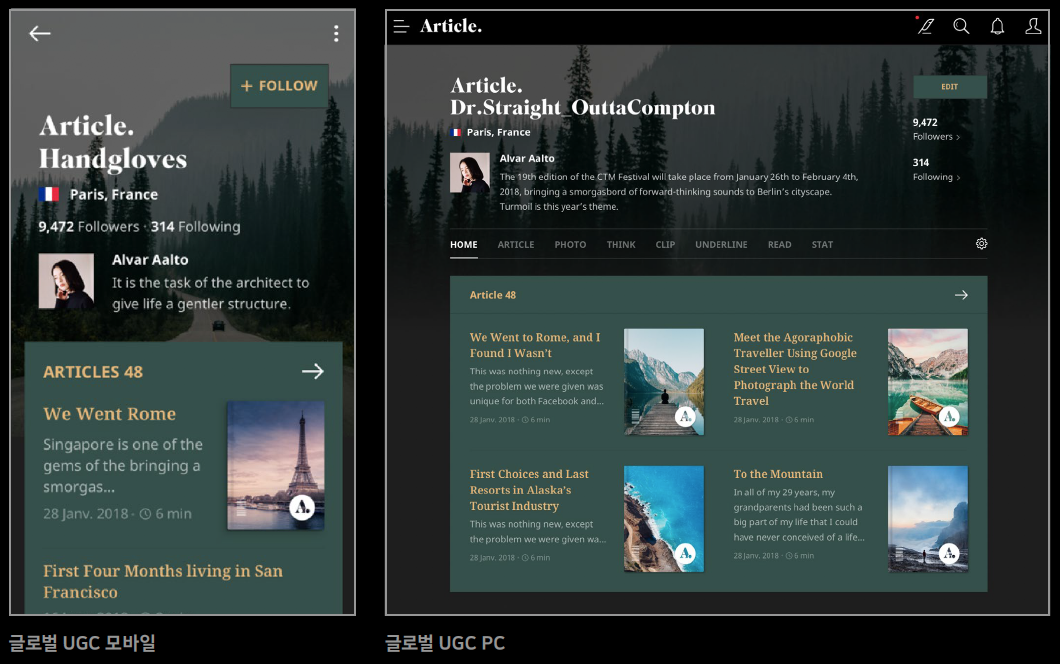 + FOLLOW
Article.
Handgloves
Paris, France
9,472 Followers · 314 Following
Alvar Aalto
It is the task of the architect to
give life a gentler structure.
ARTICLES 48
We Went Rome
Singapore is one of the
gems of the bringing a
smorgas...
28 Janv. 2018 · 6 min
A.
First Four Months living in San
Francisco
글로벌 UGC 모바일
Article.
Article.
Dr.Straight_OuttaCompton
Paris, France
Alvar Aalto
The 19th edition of the CTM Festival will take place from January 26th to February 4th,
2018, bringing a smorgasbord of forward-thinking sounds to Berlin's cityscape.
Turmoil is this year's theme.
EDIT
9,472
Followers >
314
Following >
HOME ARTICLE PHOTO THINK CLIP UNDERLINE READ STAT
Article 48
We Went to Rome, and I
Found I Wasn't
This was nothing new, except
the problem we were given was
unique for both Facebook and...
28 Janv. 2018 · 6 min
A.
Meet the Agoraphobic
Traveller Using Google
Street View to
Photograph the World
Travel
28 Janv. 2018 · 6 min
A.
First Choices and Last
Resorts in Alaska's
Tourist Industry
This was nothing new, except
the problem we were given wa...
28 Janv. 2018 · 6 min
A.
To the Mountain
In all of my 29 years, my
grandparents had been such a
big part of my life that I could
have never conceived of a life...
28 Janv. 2018 · 6 min
A.
글로벌 UGC PC